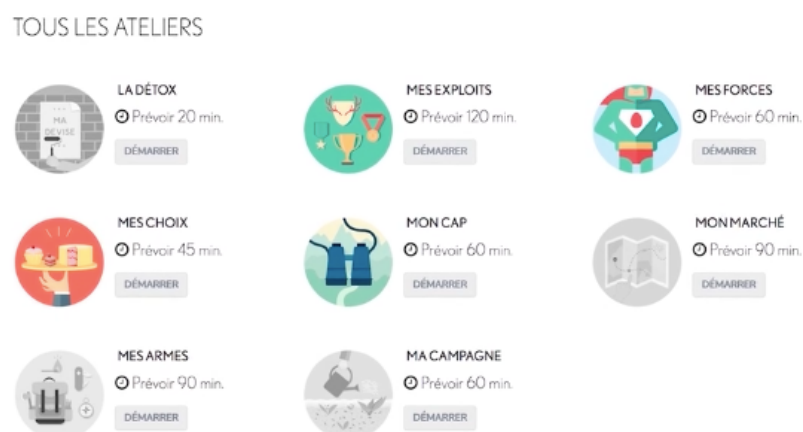 TOUS LES ATELIERS
LA DÉTOX
Prévoir 20 min.
DÉMARRER
MA
DEVISE
MES EXPLOITS
Prévoir 120 min.
DÉMARRER
MES FORCES
Prévoir 60 min.
DÉMARRER
MES CHOIX
Prévoir 45 min.
DÉMARRER
MON CAP
Prévoir 60 min.
DÉMARRER
MON MARCHÉ
Prévoir 90 min.
DÉMARRER
MES ARMES
Prévoir 90 min.
DÉMARRER
MA CAMPAGNE
Prévoir 60 min.
DÉMARRER